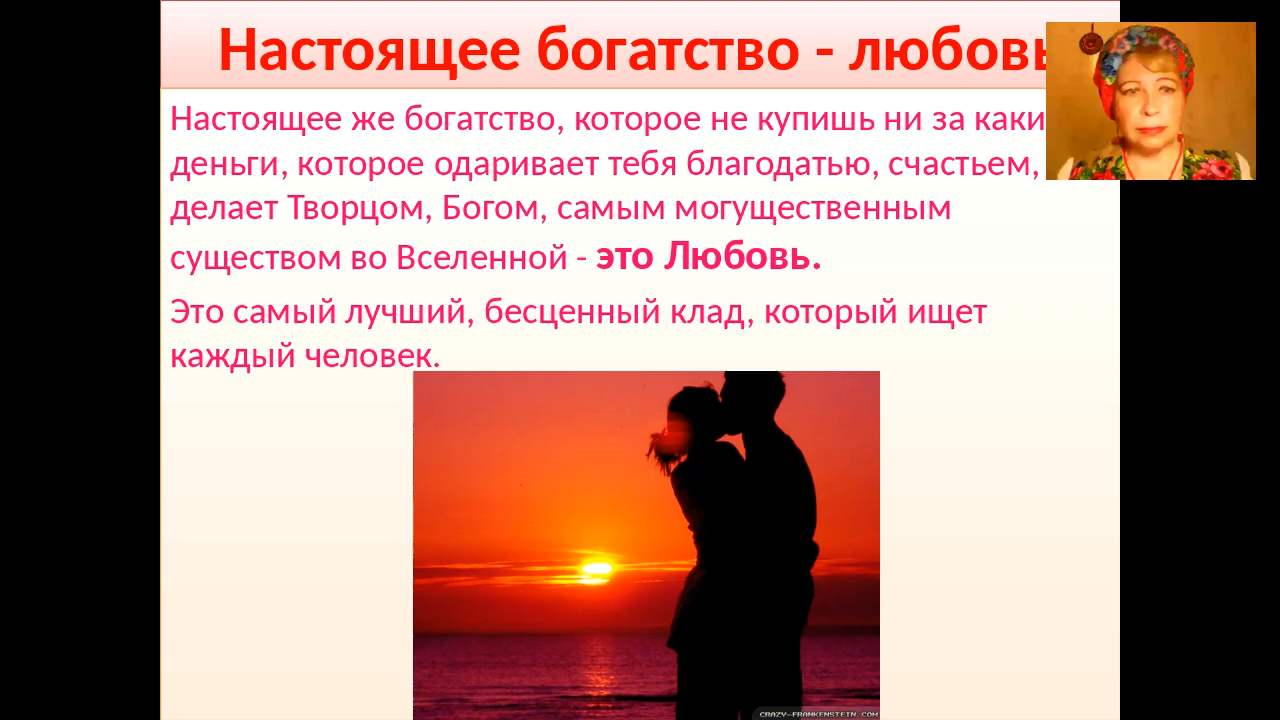 Настоящее богатство - любовь
Настоящее же богатство, которое не купишь ни за каки
деньги, которое одаривает тебя благодатью, счастьем,
делает Творцом, Богом, самым могущественным
существом во Вселенной - это Любовь.
Это самый лучший, бесценный клад, который ищет
каждый человек.
CRAZY-FRANKENSTEIN.COM